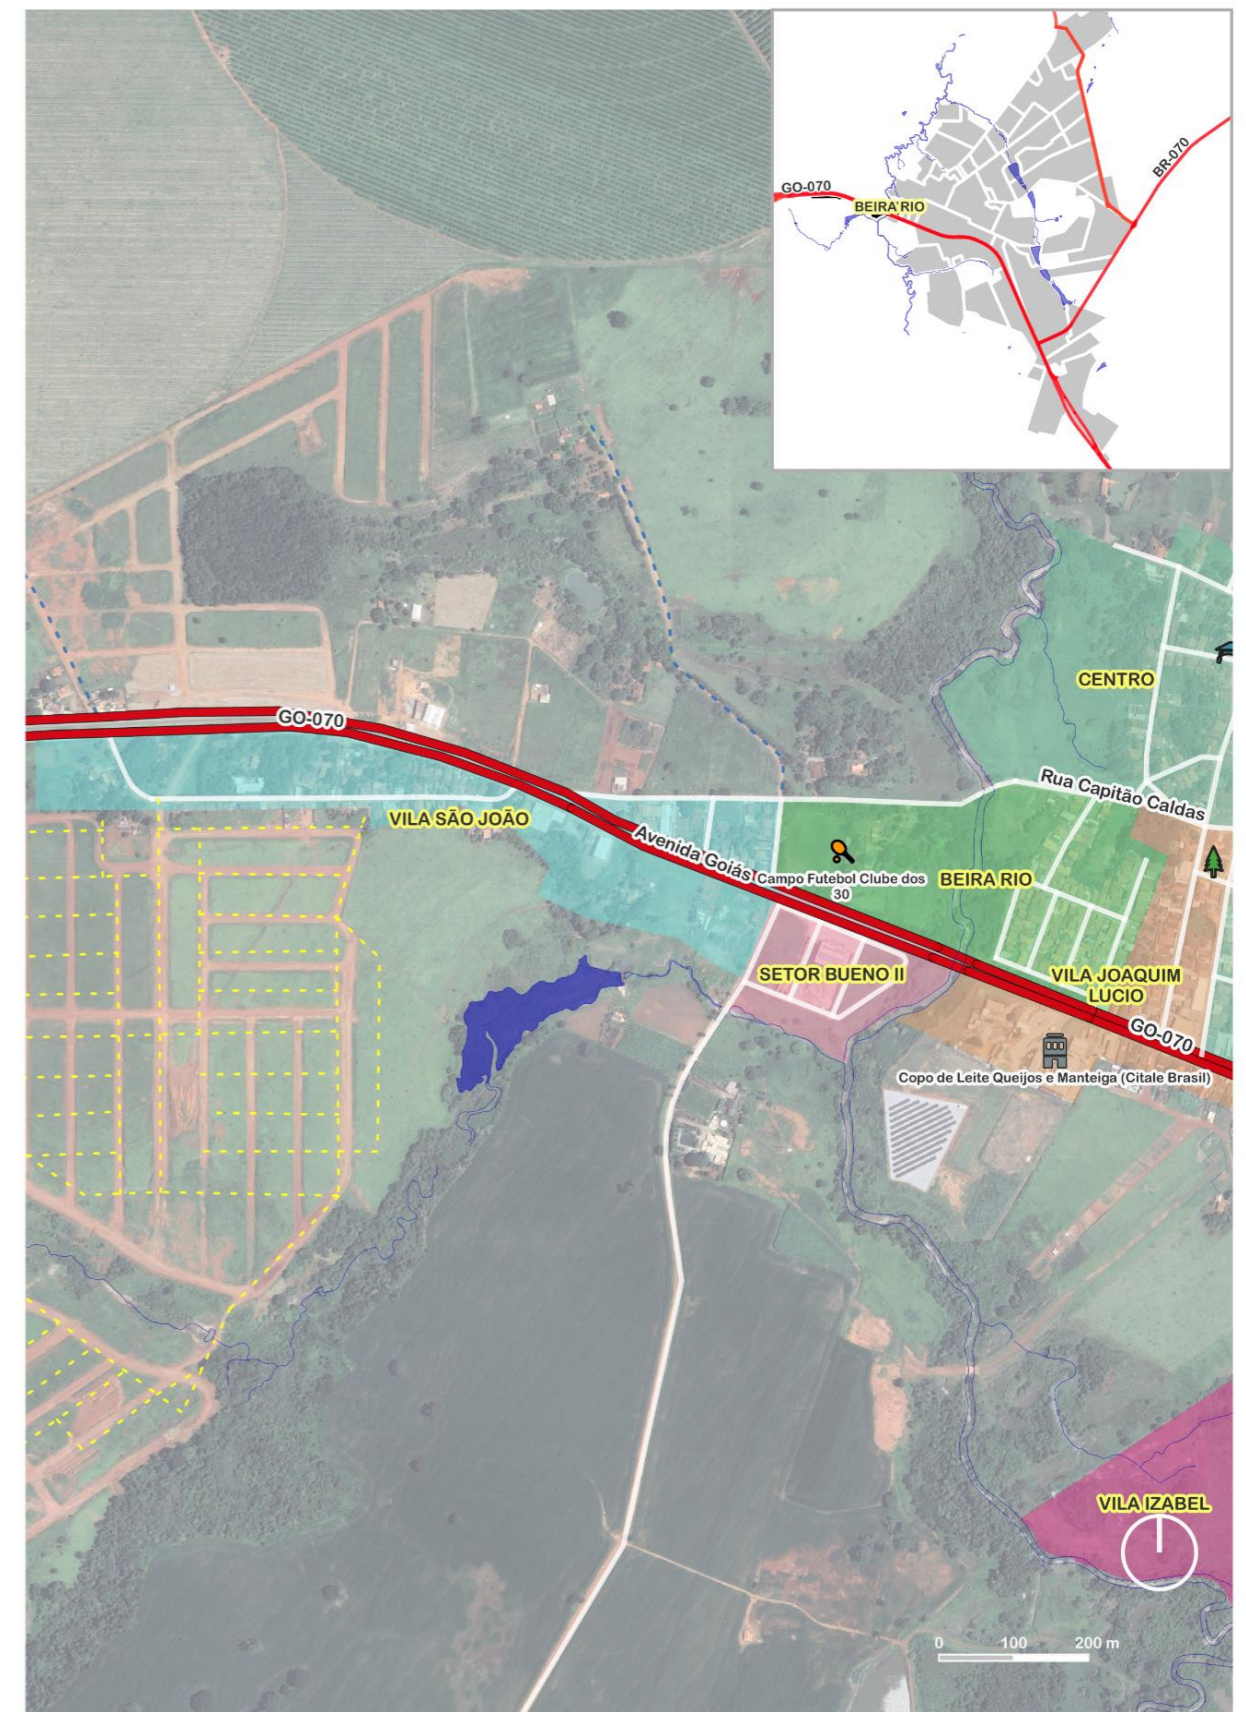 GO-070
BR-070
BEIRA RIO
CENTRO
GO-070
Rua Capitão Caldas
VILA SÃO JOÃO
Avenida Goiás
Campo Futebol Clube dos
30
BEIRA RIO
SETOR BUENO II
VILA JOAQUIM
LUCIO
GO-070
Copo de Leite Queijos e Manteiga (Citale Brasil)
VILA IZABEL
0 100 200 m